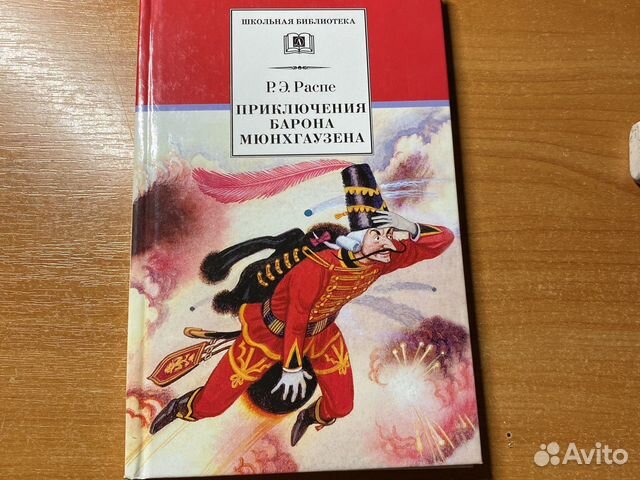 ШКОЛЬНАЯ БИБЛИОТЕКА
Р. Э. Распе
ПРИКЛЮЧЕНИЯ
БАРОНА
МЮНХГАУЗЕНА
Avito